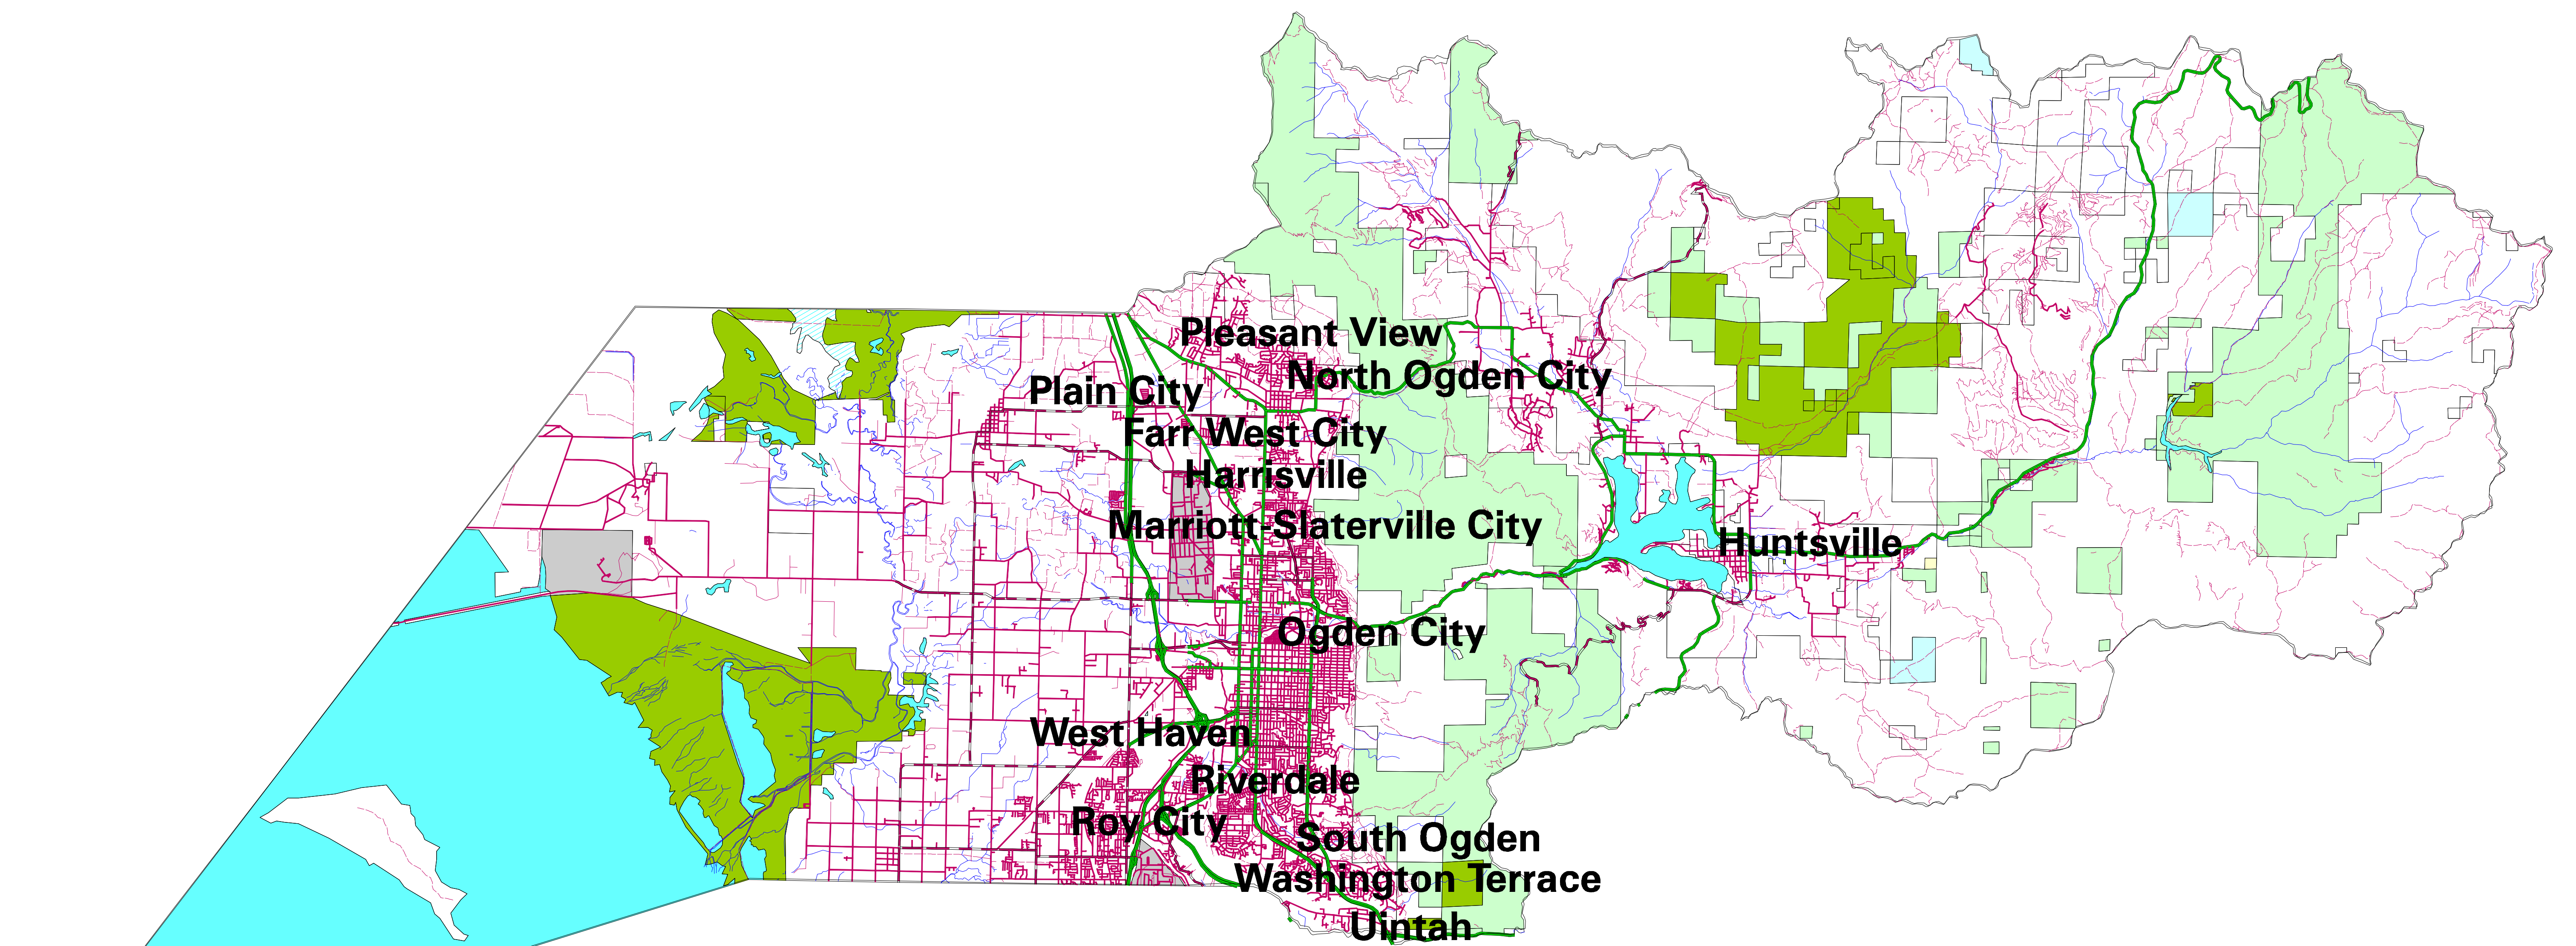 Pleasant View
North Ogden City
Plain City
Farr West City
Harrisville
Marriott-Slaterville City
Huntsville
Ogden City
West Haven
Riverdale
Roy City
South Ogden
Washington Terrace
Uintah